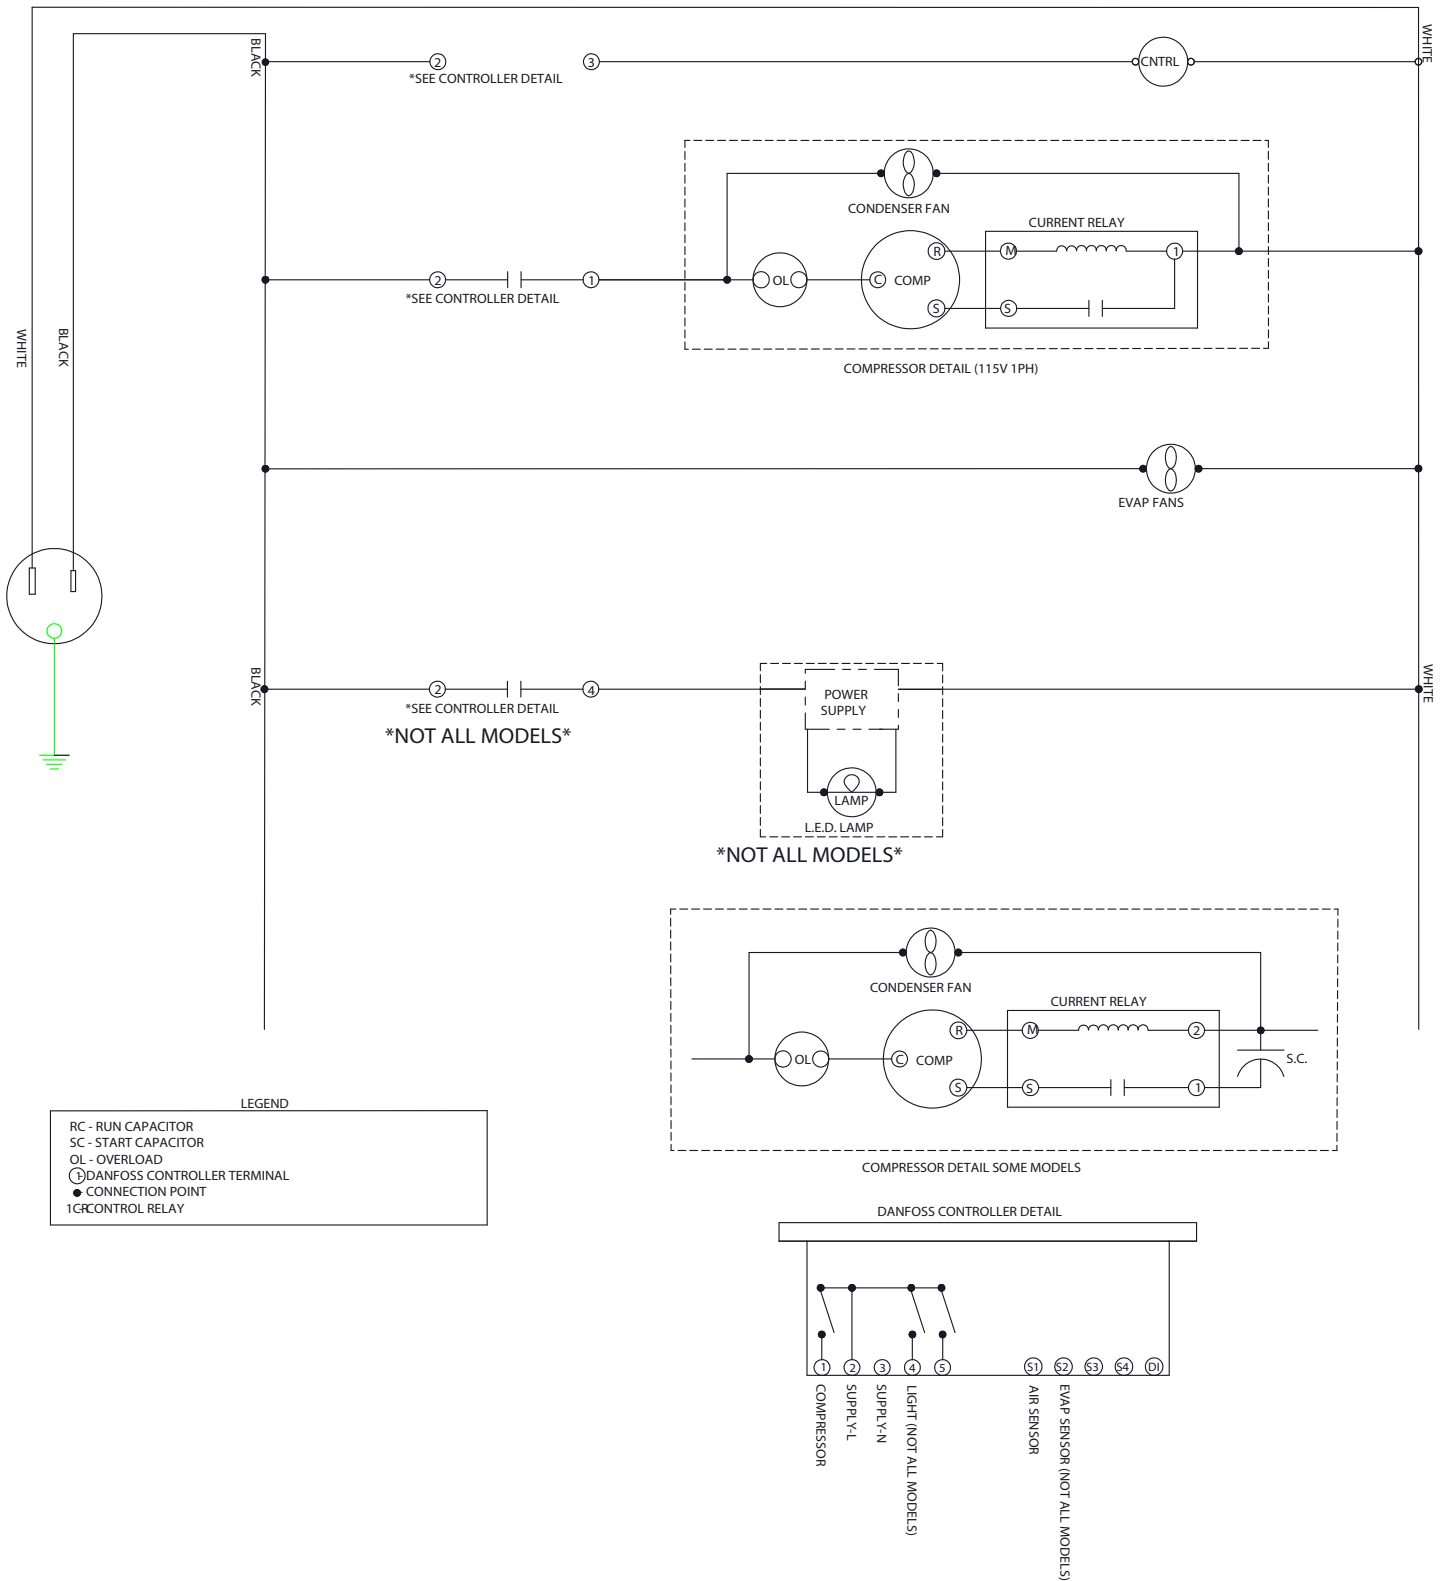 BLACK
WHITE
2
3
CNTRL
*SEE CONTROLLER DETAIL
CONDENSER FAN
CURRENT RELAY
R
M
1
2
1
OL
C
COMP
*SEE CONTROLLER DETAIL
S
S
WHITE
BLACK
COMPRESSOR DETAIL (115V 1PH)
EVAP FANS
BLACK
WHITE
2
4
*SEE CONTROLLER DETAIL
*NOT ALL MODELS*
POWER
SUPPLY
LAMP
L.E.D. LAMP
*NOT ALL MODELS*
CONDENSER FAN
CURRENT RELAY
R
M
2
OL
C
COMP
S.C.
S
S
1
COMPRESSOR DETAIL SOME MODELS
LEGEND
RC - RUN CAPACITOR
SC - START CAPACITOR
OL - OVERLOAD
1 - DANFOSS CONTROLLER TERMINAL
CONNECTION POINT
1CR - CONTROL RELAY
DANFOSS CONTROLLER DETAIL
1
2
3
4
5
S1
S2
S3
S4
DI
COMPRESSOR
SUPPLY-L
SUPPLY-N
LIGHT (NOT ALL MODELS)
AIR SENSOR
EVAP SENSOR (NOT ALL MODELS)